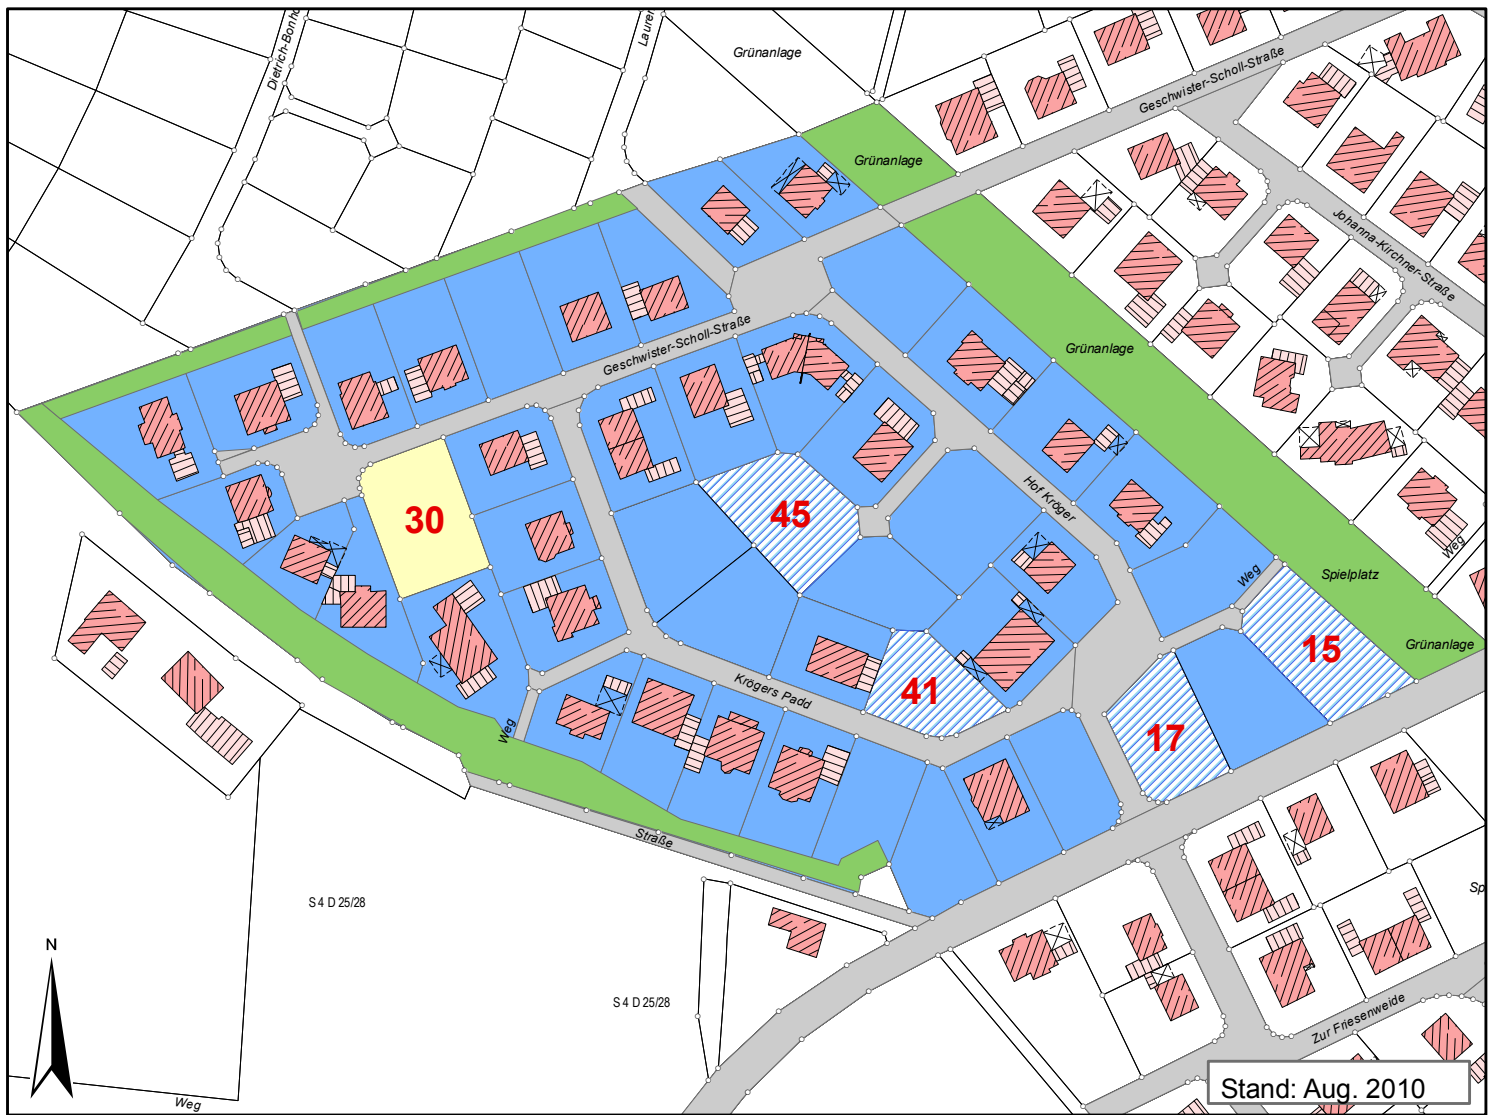 Grünanlage
Geschwister-Scholl-Straße
Grünanlage
Johanna-Kirchner-Straße
Geschwister-Scholl-Straße
Grünanlage
30
45
Hof Kröger
Weg
Weg
Spielplatz
15
Grünanlage
41
17
Krögers Padd
Weg
Straße
S 4 D 25/28
S 4 D 25/28
N
Zur Friesenweide
Weg
Stand: Aug. 2010